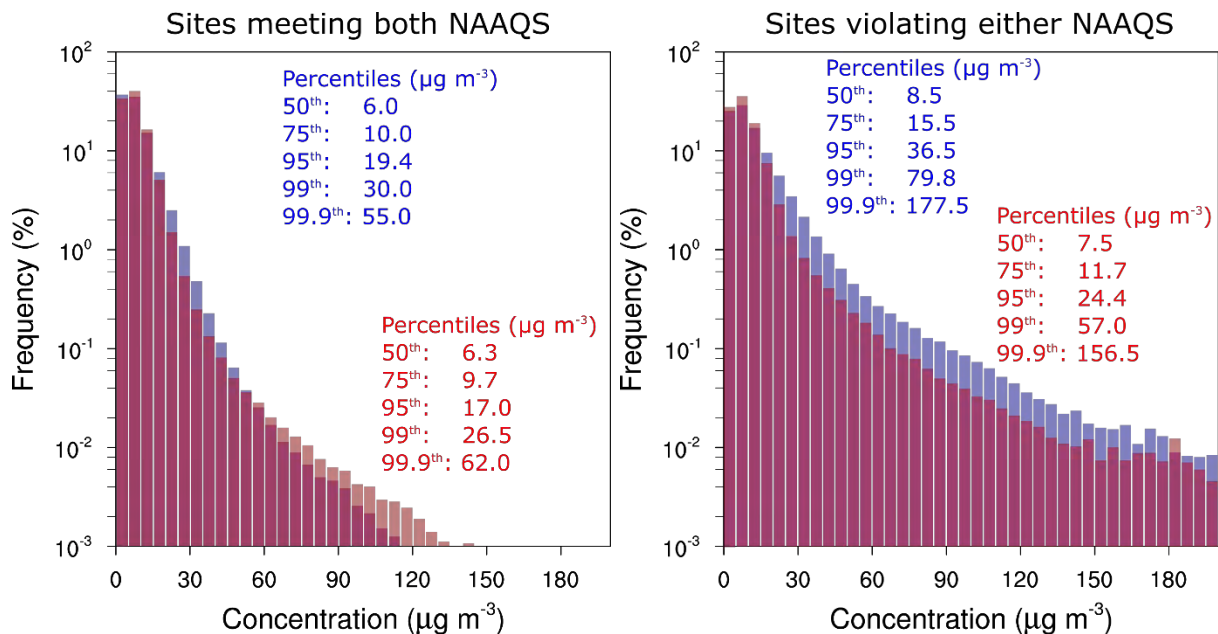 Sites meeting both NAAQS
Percentiles (µg m⁻³)
50ᵗʰ: 6.0
75ᵗʰ: 10.0
95ᵗʰ: 19.4
99ᵗʰ: 30.0
99.9ᵗʰ: 55.0
Percentiles (µg m⁻³)
50ᵗʰ: 6.3
75ᵗʰ: 9.7
95ᵗʰ: 17.0
99ᵗʰ: 26.5
99.9ᵗʰ: 62.0
Frequency (%)
10²
10¹
10⁰
10⁻¹
10⁻²
10⁻³
0 30 60 90 120 150 180
Concentration (µg m⁻³)
Sites violating either NAAQS
Percentiles (µg m⁻³)
50ᵗʰ: 8.5
75ᵗʰ: 15.5
95ᵗʰ: 36.5
99ᵗʰ: 79.8
99.9ᵗʰ: 177.5
Percentiles (µg m⁻³)
50ᵗʰ: 7.5
75ᵗʰ: 11.7
95ᵗʰ: 24.4
99ᵗʰ: 57.0
99.9ᵗʰ: 156.5
Frequency (%)
10²
10¹
10⁰
10⁻¹
10⁻²
10⁻³
0 30 60 90 120 150 180
Concentration (µg m⁻³)